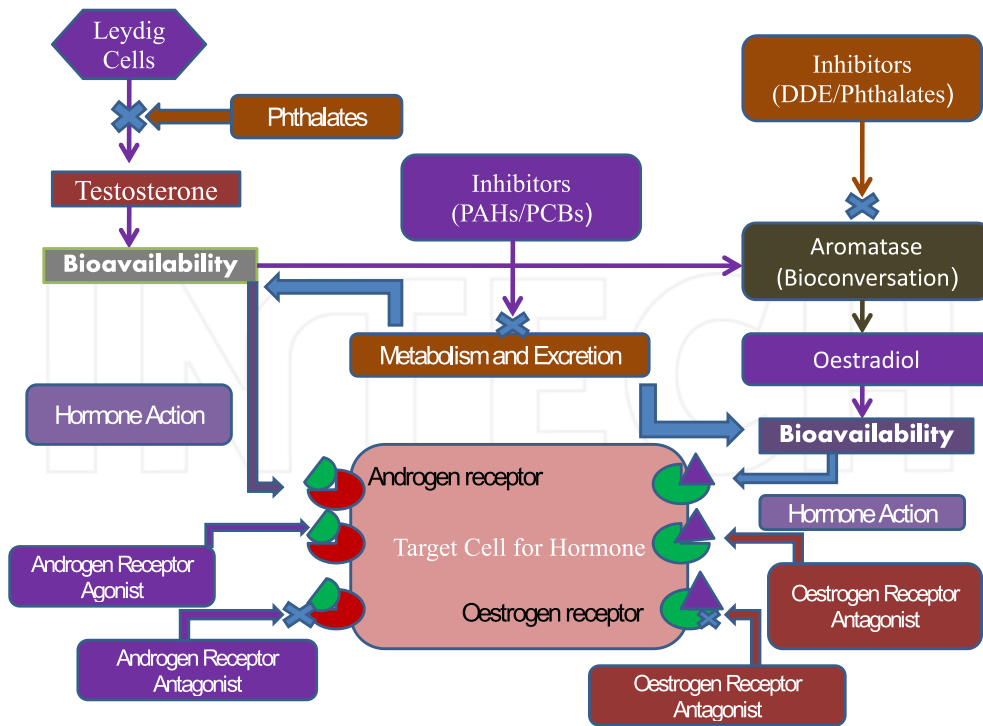 Leydig
Cells
Phthalates
Testosterone
Bioavailability
Inhibitors
(PAHs/PCBs)
Inhibitors
(DDE/Phthalates)
Aromatase
(Bioconversation)
Metabolism and Excretion
Oestradiol
Bioavailability
Hormone Action
Androgen receptor
Hormone Action
Target Cell for Hormone
Androgen Receptor
Agonist
Oestrogen receptor
Oestrogen Receptor
Antagonist
Androgen Receptor
Antagonist
Oestrogen Receptor
Antagonist
INTECH